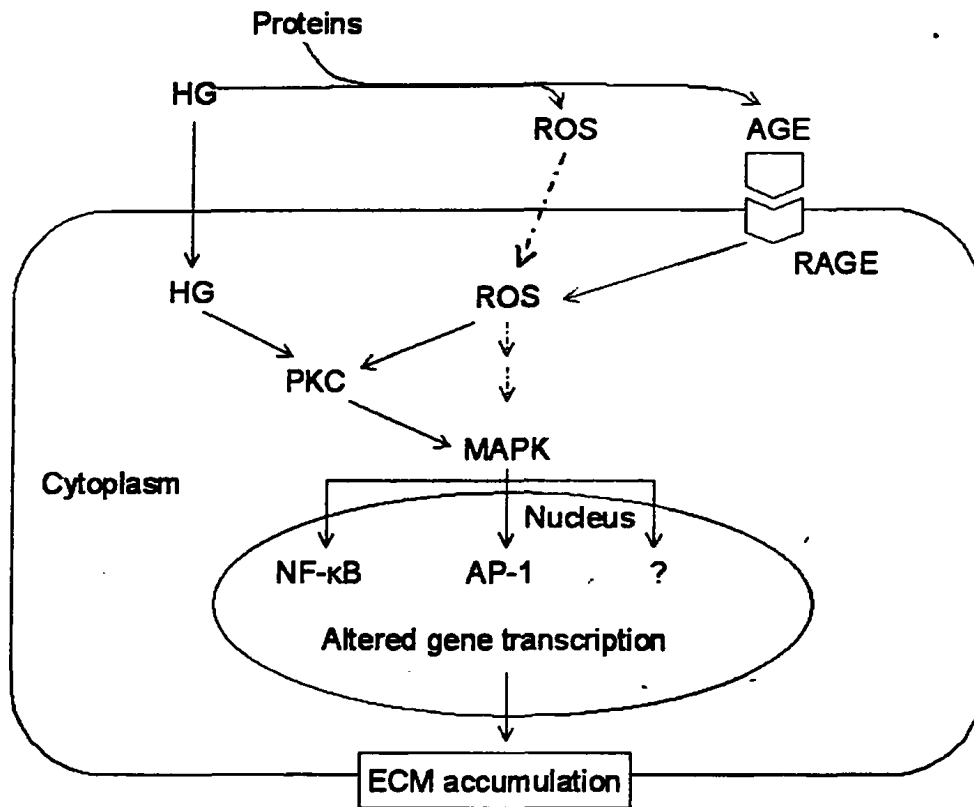 Proteins
HG
ROS
AGE
RAGE
HG
ROS
PKC
MAPK
Cytoplasm
Nucleus
NF-κB
AP-1
?
Altered gene transcription
ECM accumulation